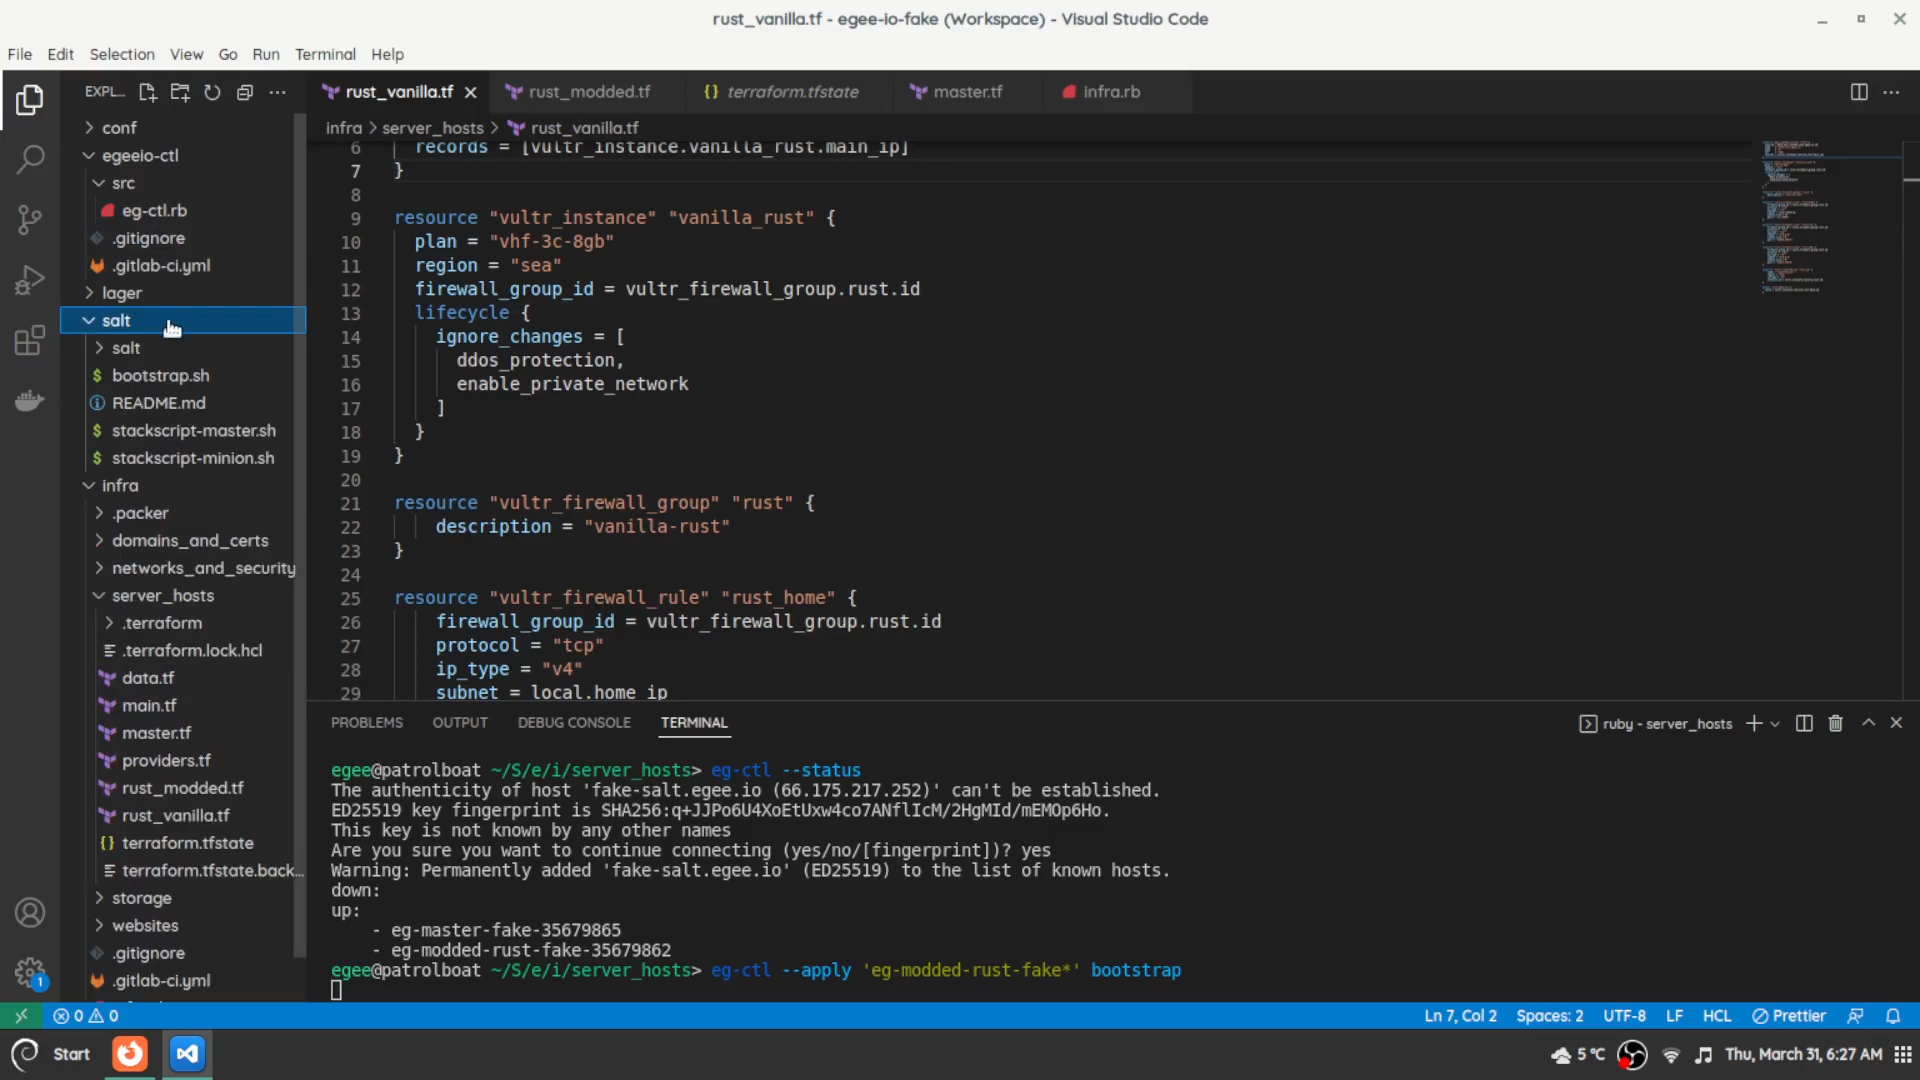 rust_vanilla.tf - egee-io-fake (Workspace) - Visual Studio Code
File Edit Selection View Go Run Terminal Help
EXPL...
rust_vanilla.tf rust_modded.tf {} terraform.tfstate master.tf infra.rb
infra > server_hosts > rust_vanilla.tf
conf
egeeio-ctl
src
eg-ctl.rb
.gitignore
.gitlab-ci.yml
lager
salt
salt
$ bootstrap.sh
README.md
$ stackscript-master.sh
$ stackscript-minion.sh
infra
.packer
domains_and_certs
networks_and_security
server_hosts
.terraform
.terraform.lock.hcl
data.tf
main.tf
master.tf
providers.tf
rust_modded.tf
rust_vanilla.tf
{} terraform.tfstate
terraform.tfstate.back...
storage
websites
.gitignore
.gitlab-ci.yml
6 records = [vultr_instance.vanilla_rust.main_ip]
7 }
8
9 resource "vultr_instance" "vanilla_rust" {
10 plan = "vhf-3c-8gb"
11 region = "sea"
12 firewall_group_id = vultr_firewall_group.rust.id
13 lifecycle {
14 ignore_changes = [
15 ddos_protection,
16 enable_private_network
17 ]
18 }
19 }
20
21 resource "vultr_firewall_group" "rust" {
22 description = "vanilla-rust"
23 }
24
25 resource "vultr_firewall_rule" "rust_home" {
26 firewall_group_id = vultr_firewall_group.rust.id
27 protocol = "tcp"
28 ip_type = "v4"
29 subnet = local.home_ip
PROBLEMS OUTPUT DEBUG CONSOLE TERMINAL ruby - server_hosts
egee@patrolboat ~/S/e/i/server_hosts> eg-ctl --status
The authenticity of host 'fake-salt.egee.io (66.175.217.252)' can't be established.
ED25519 key fingerprint is SHA256:q+JJPo6U4XoEtUxw4co7ANflIcM/2HgMId/mEMOp6Ho.
This key is not known by any other names
Are you sure you want to continue connecting (yes/no/[fingerprint])? yes
Warning: Permanently added 'fake-salt.egee.io' (ED25519) to the list of known hosts.
down:
up:
- eg-master-fake-35679865
- eg-modded-rust-fake-35679862
egee@patrolboat ~/S/e/i/server_hosts> eg-ctl --apply 'eg-modded-rust-fake*' bootstrap
1
0 0 Ln 7, Col 2 Spaces: 2 UTF-8 LF HCL Prettier
Start 5 °C Thu, March 31, 6:27 AM